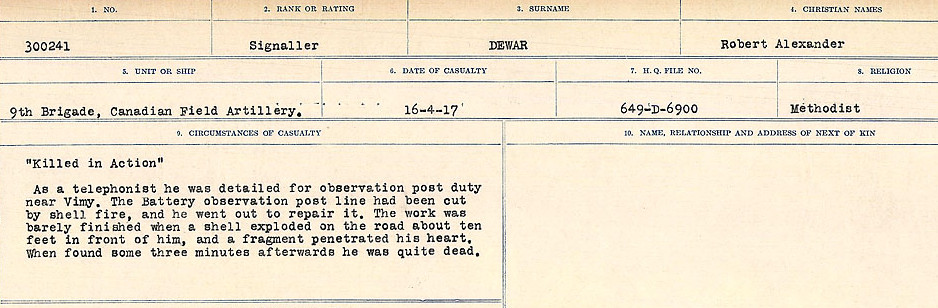 1. NO. 2. RANK OR RATING 3. SURNAME 4. CHRISTIAN NAMES
300241 Signaller DEWAR Robert Alexander
5. UNIT OR SHIP 6. DATE OF CASUALTY 7. H. Q. FILE NO. 8. RELIGION
9th Brigade, Canadian Field Artillery. 16-4-17 649-D-6900 Methodist
9. CIRCUMSTANCES OF CASUALTY 10. NAME, RELATIONSHIP AND ADDRESS OF NEXT OF KIN
"Killed in Action"
As a telephonist he was detailed for observation post duty
near Vimy. The Battery observation post line had been cut
by shell fire, and he went out to repair it. The work was
barely finished when a shell exploded on the road about ten
feet in front of him, and a fragment penetrated his heart.
When found some three minutes afterwards he was quite dead.